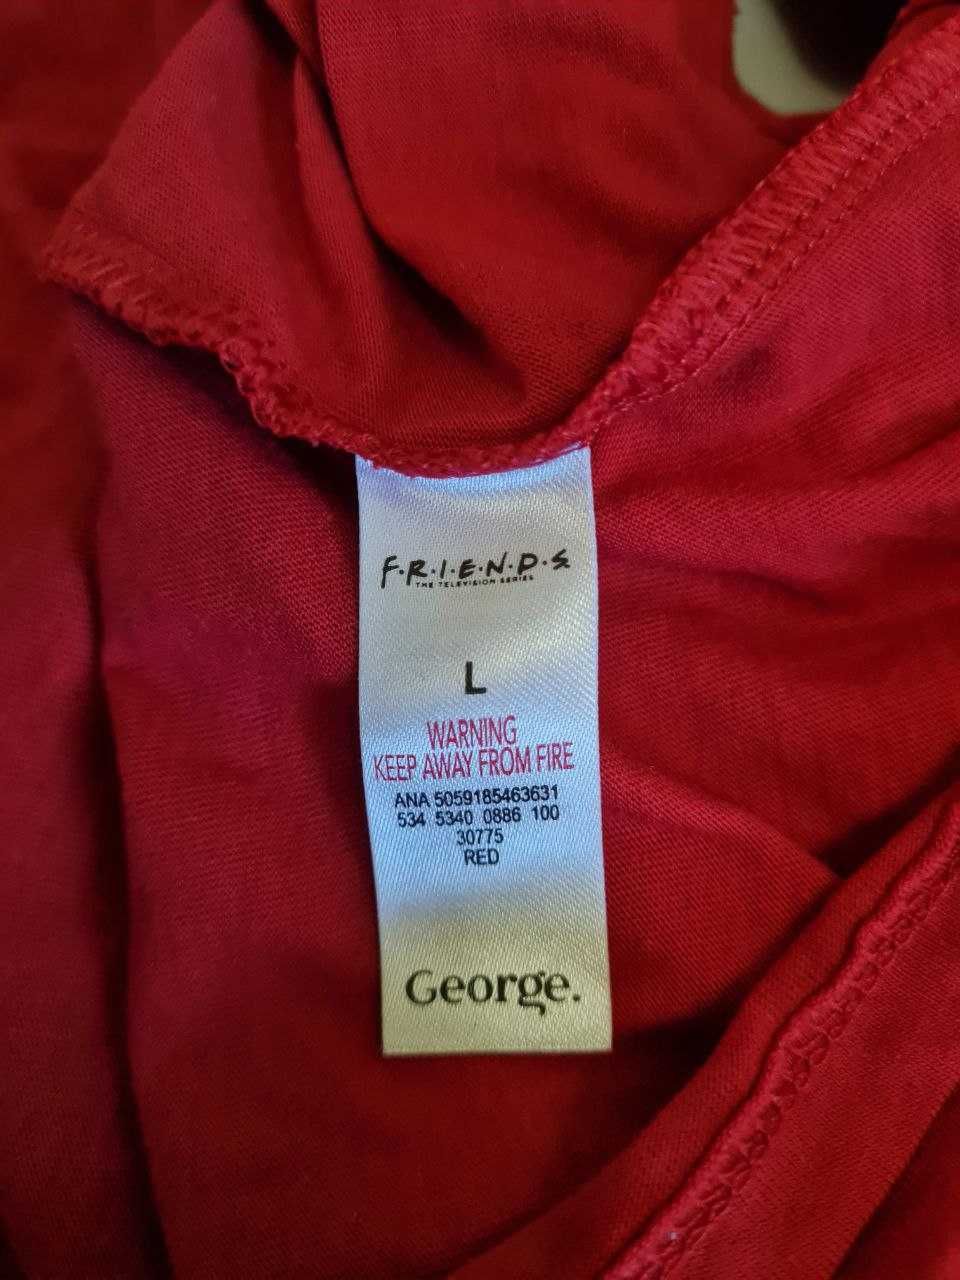 F·R·I·E·N·D·S
THE TELEVISION SERIES
L
WARNING
KEEP AWAY FROM FIRE
ANA 5059185463631
534 5340 0886 100
30775
RED
George.